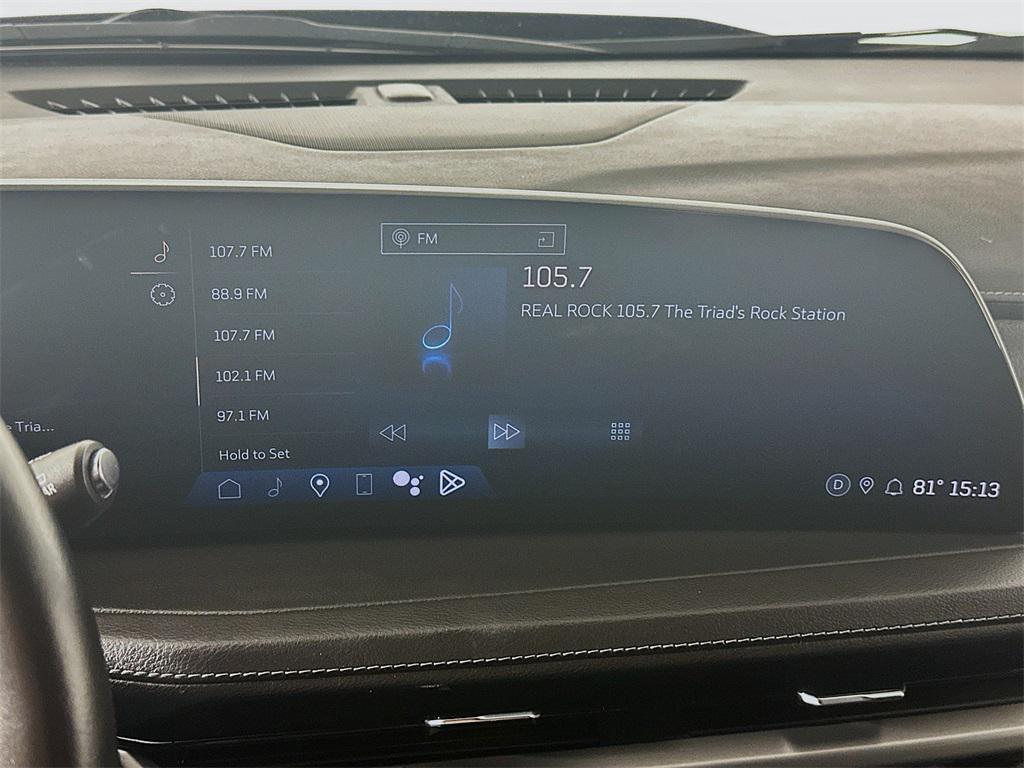 107.7 FM
88.9 FM
107.7 FM
102.1 FM
97.1 FM
Hold to Set
FM
105.7
REAL ROCK 105.7 The Triad's Rock Station
Tria...
D
81° 15:13